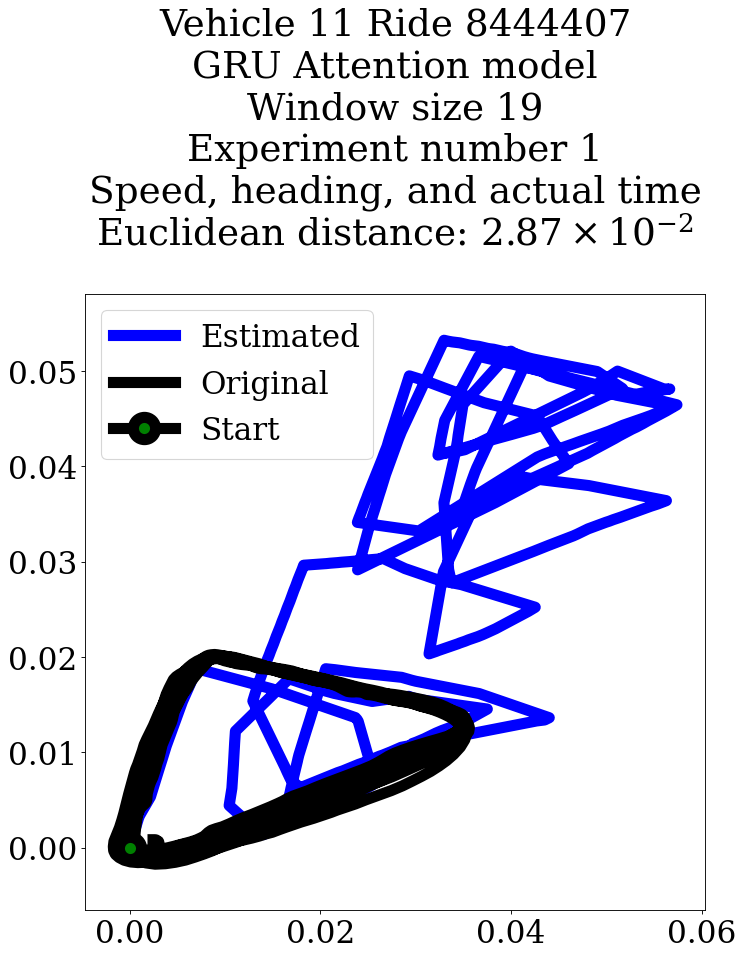 Vehicle 11 Ride 8444407
GRU Attention model
Window size 19
Experiment number 1
Speed, heading, and actual time
Euclidean distance: 2.87 × 10⁻²
Estimated
Original
Start
0.05
0.04
0.03
0.02
0.01
0.00
0.00 0.02 0.04 0.06